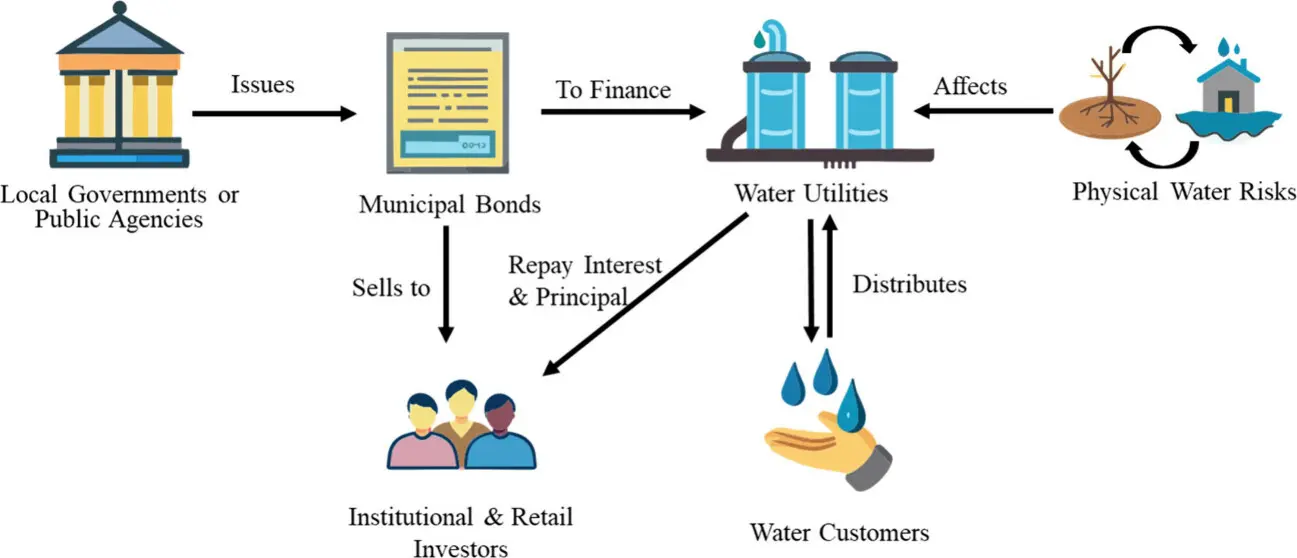 Issues
To Finance
Affects
Local Governments or
Public Agencies
Municipal Bonds
Water Utilities
Physical Water Risks
Sells to
Repay Interest
& Principal
Distributes
Institutional & Retail
Investors
Water Customers